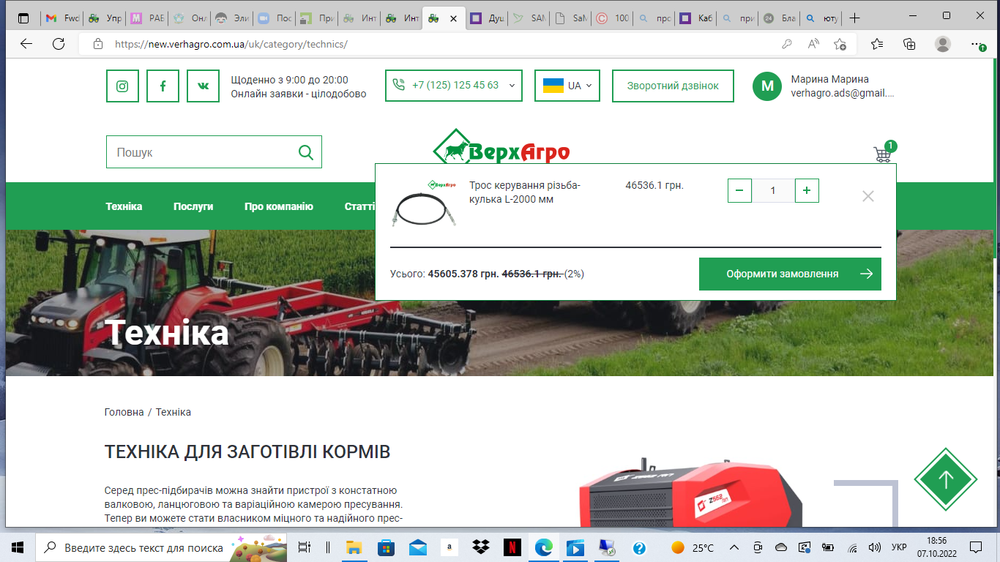 Fwd
Упр
РАБ
Онл
Эли
Пос
При
Инт
Инт
Душ
SAM
SaM
100
прс
Каб
при
Бла
юту
https://new.verhagro.com.ua/uk/category/technics/
Щоденно з 9:00 до 20:00
Онлайн заявки - цілодобово
+7 (125) 125 45 63
UA
Зворотний дзвінок
M
Марина Марина
verhagro.ads@gmail....
Пошук
ВерхАгро
1
Техніка
Послуги
Про компанію
Статті
ВерхАгро
Трос керування різьба-
кулька L-2000 мм
46536.1 грн.
1
Усього: 45605.378 грн. 46536.1 грн. (2%)
Оформити замовлення
Техніка
Головна / Техніка
ТЕХНІКА ДЛЯ ЗАГОТІВЛІ КОРМІВ
Серед прес-підбирачів можна знайти пристрої з констатною
валковою, ланцюговою та варіаційною камерою пресування.
Тепер ви можете стати власником міцного та надійного прес-
Z562
Введите здесь текст для поиска
a
N
25°C
УКР
18:56
07.10.2022